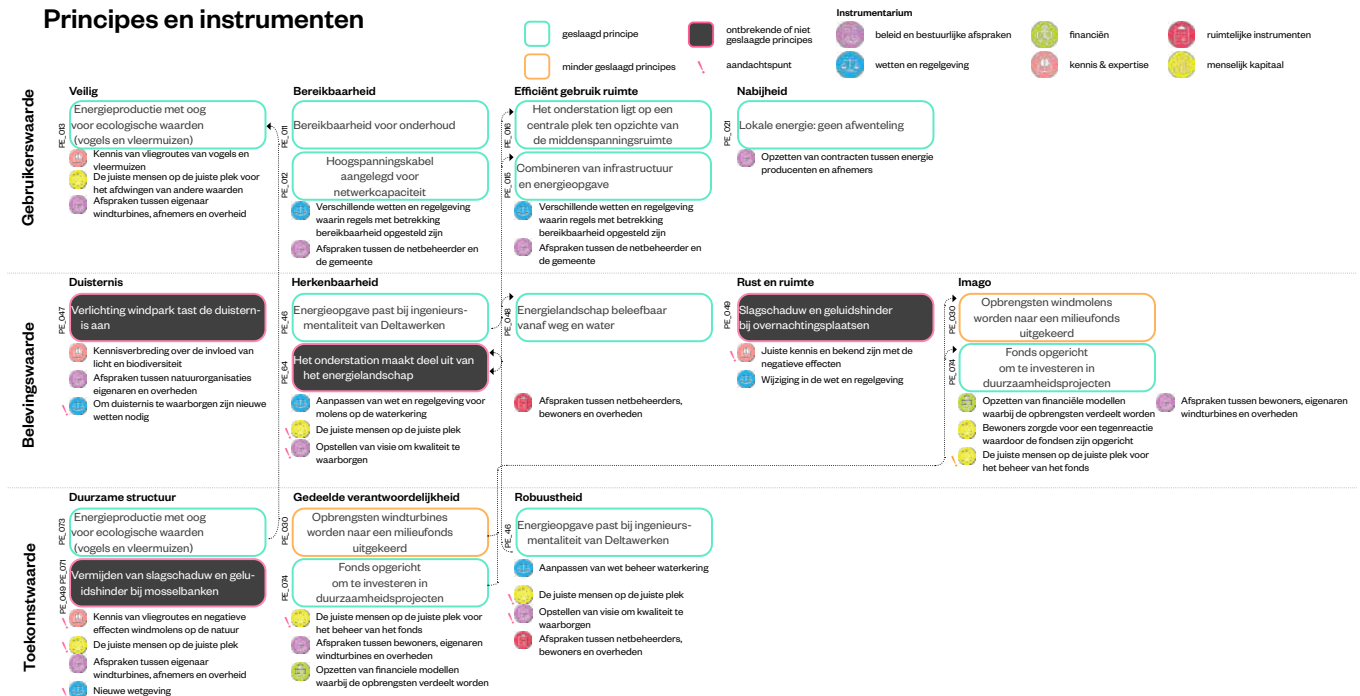 Principes en instrumenten
geslaagd principe
minder geslaagd principes
ontbrekende of niet
geslaagde principes
aandachtspunt
Instrumentarium
beleid en bestuurlijke afspraken
wetten en regelgeving
financiën
kennis & expertise
ruimtelijke instrumenten
menselijk kapitaal
Gebruikerswaarde
Veilig
PE_013
Energieproductie met oog
voor ecologische waarden
(vogels en vleermuizen)
Kennis van vliegroutes van vogels en
vleermuizen
De juiste mensen op de juiste plek voor
het afdwingen van andere waarden
Afspraken tussen eigenaar
windturbines, afnemers en overheid
Bereikbaarheid
PE_011
Bereikbaarheid voor onderhoud
PE_012
Hoogspanningskabel
aangelegd voor
netwerkcapaciteit
Verschillende wetten en regelgeving
waarin regels met betrekking
bereikbaarheid opgesteld zijn
Afspraken tussen de netbeheerder en
de gemeente
Efficiënt gebruik ruimte
PE_016
Het onderstation ligt op een
centrale plek ten opzichte van
de middenspanningsruimte
PE_015
Combineren van infrastructuur
en energieopgave
Verschillende wetten en regelgeving
waarin regels met betrekking
bereikbaarheid opgesteld zijn
Afspraken tussen de netbeheerder en
de gemeente
Nabijheid
PE_021
Lokale energie: geen afwenteling
Opzetten van contracten tussen energie
producenten en afnemers
Belevingswaarde
Duisternis
PE_047
Verlichting windpark tast de duister-
nis aan
Kennisverbreding over de invloed van
licht en biodiversiteit
Afspraken tussen natuurorganisaties
eigenaren en overheden
Om duisternis te waarborgen zijn nieuwe
wetten nodig
Herkenbaarheid
PE_46
Energieopgave past bij ingenieurs-
mentaliteit van Deltawerken
PE_64
Het onderstation maakt deel uit van
het energielandschap
Aanpassen van wet en regelgeving voor
molens op de waterkering
De juiste mensen op de juiste plek
Opstellen van visie om kwaliteit te
waarborgen
PE_048
Energielandschap beleefbaar
vanaf weg en water
Afspraken tussen netbeheerders,
bewoners en overheden
Rust en ruimte
PE_049
Slagschaduw en geluidshinder
bij overnachtingsplaatsen
Juiste kennis en bekend zijn met de
negatieve effecten
Wijziging in de wet en regelgeving
Imago
PE_030
Opbrengsten windmolens
worden naar een milieufonds
uitgekeerd
PE_074
Fonds opgericht
om te investeren in
duurzaamheidsprojecten
Opzetten van financiële modellen
waarbij de opbrengsten verdeelt worden
Bewoners zorgde voor een tegenreactie
waardoor de fondsen zijn opgericht
De juiste mensen op de juiste plek voor
het beheer van het fonds
Afspraken tussen bewoners, eigenaren
windturbines en overheden
Toekomstwaarde
Duurzame structuur
PE_073
Energieproductie met oog
voor ecologische waarden
(vogels en vleermuizen)
PE_049 PE_071
Vermijden van slagschaduw en gelu-
idshinder bij mosselbanken
Kennis van vliegroutes en negatieve
effecten windmolens op de natuur
De juiste mensen op de juiste plek
Afspraken tussen eigenaar
windturbines, afnemers en overheid
Nieuwe wetgeving
Gedeelde verantwoordelijkheid
PE_030
Opbrengsten windturbines
worden naar een milieufonds
uitgekeerd
PE_074
Fonds opgericht
om te investeren in
duurzaamheidsprojecten
De juiste mensen op de juiste plek voor
het beheer van het fonds
Afspraken tussen bewoners, eigenaren
windturbines en overheden
Opzetten van financiele modellen
waarbij de opbrengsten verdeelt worden
Robuustheid
PE_46
Energieopgave past bij ingenieurs-
mentaliteit van Deltawerken
Aanpassen van wet beheer waterkering
De juiste mensen op de juiste plek
Opstellen van visie om kwaliteit te
waarborgen
Afspraken tussen netbeheerders,
bewoners en overheden